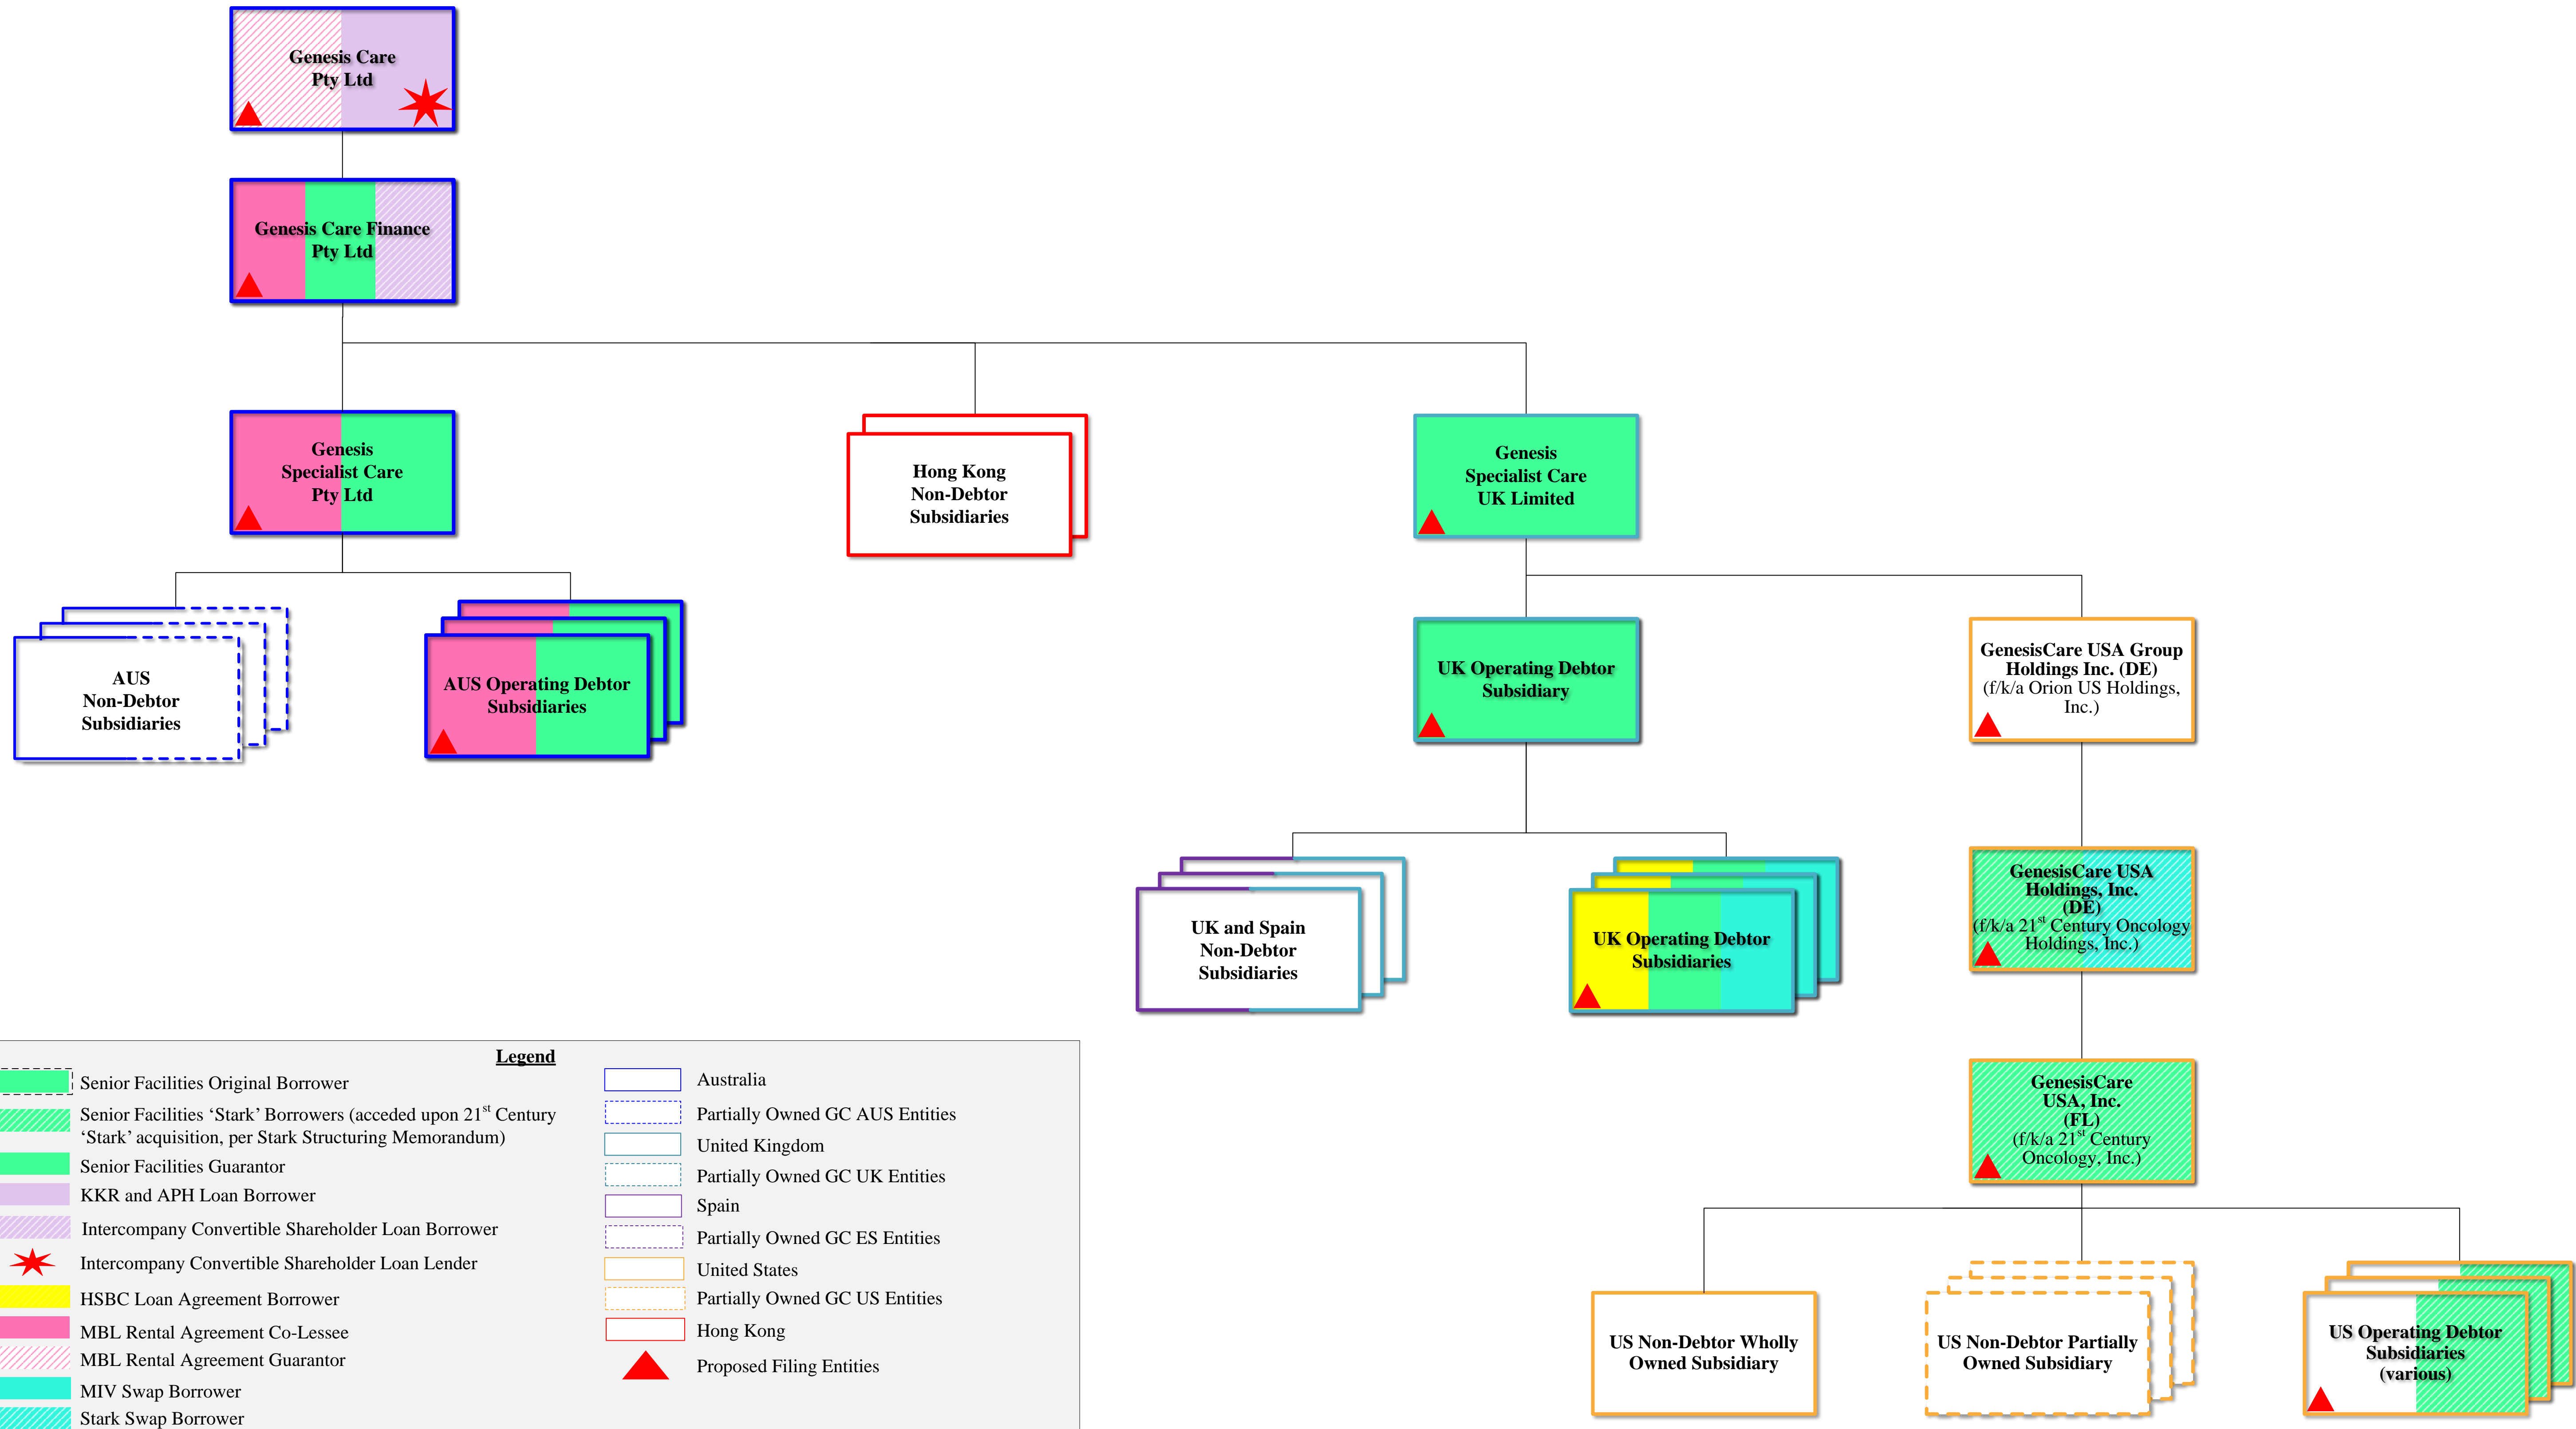 Genesis Care
Pty Ltd
Genesis Care Finance
Pty Ltd
Genesis
Specialist Care
Pty Ltd
Hong Kong
Non-Debtor
Subsidiaries
Genesis
Specialist Care
UK Limited
AUS
Non-Debtor
Subsidiaries
AUS Operating Debtor
Subsidiaries
UK Operating Debtor
Subsidiary
GenesisCare USA Group
Holdings Inc. (DE)
(f/k/a Orion US Holdings,
Inc.)
UK and Spain
Non-Debtor
Subsidiaries
UK Operating Debtor
Subsidiaries
GenesisCare USA
Holdings, Inc.
(DE)
(f/k/a 21st Century Oncology
Holdings, Inc.)
GenesisCare
USA, Inc.
(FL)
(f/k/a 21st Century
Oncology, Inc.)
US Non-Debtor Wholly
Owned Subsidiary
US Non-Debtor Partially
Owned Subsidiary
US Operating Debtor
Subsidiaries
(various)
Legend
Senior Facilities Original Borrower
Senior Facilities ‘Stark’ Borrowers (acceded upon 21st Century
‘Stark’ acquisition, per Stark Structuring Memorandum)
Senior Facilities Guarantor
KKR and APH Loan Borrower
Intercompany Convertible Shareholder Loan Borrower
Intercompany Convertible Shareholder Loan Lender
HSBC Loan Agreement Borrower
MBL Rental Agreement Co-Lessee
MBL Rental Agreement Guarantor
MIV Swap Borrower
Stark Swap Borrower
Australia
Partially Owned GC AUS Entities
United Kingdom
Partially Owned GC UK Entities
Spain
Partially Owned GC ES Entities
United States
Partially Owned GC US Entities
Hong Kong
Proposed Filing Entities